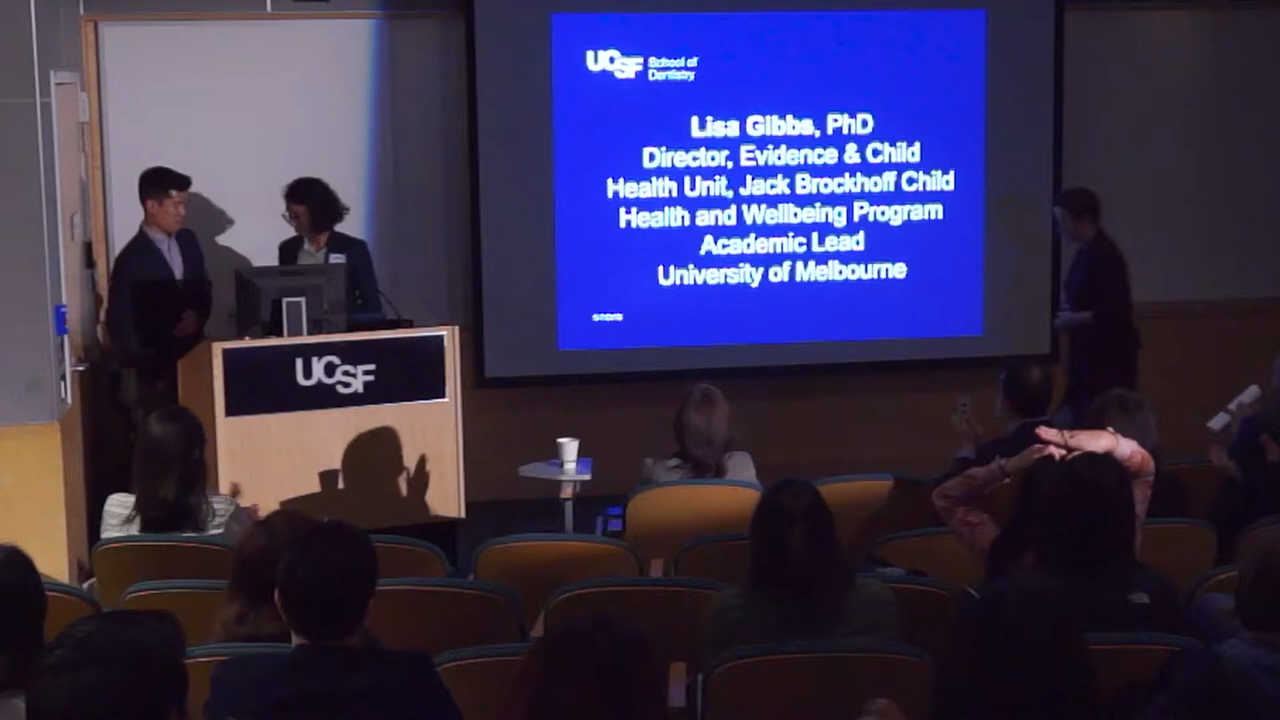 UCSF School of
Dentistry
Lisa Gibbs, PhD
Director, Evidence & Child
Health Unit, Jack Brockhoff Child
Health and Wellbeing Program
Academic Lead
University of Melbourne
UCSF